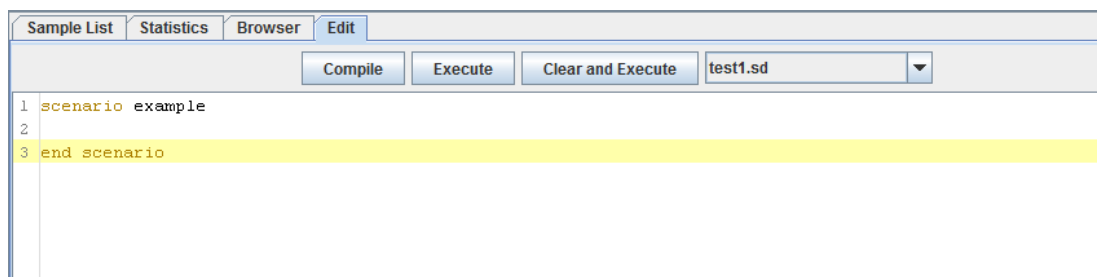 Sample List Statistics Browser Edit
Compile Execute Clear and Execute test1.sd
1 scenario example
2
3 end scenario